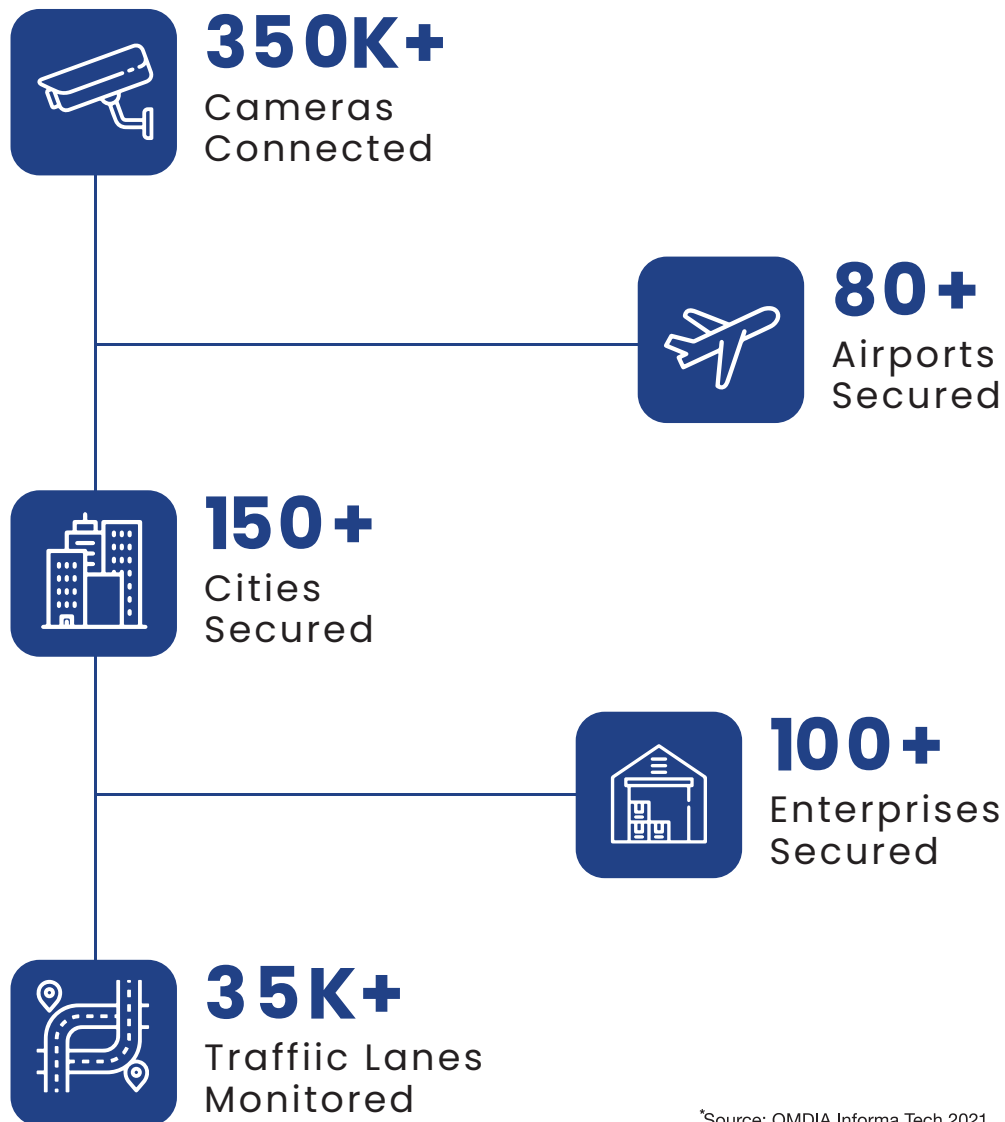 350K+
Cameras
Connected
80+
Airports
Secured
150+
Cities
Secured
100+
Enterprises
Secured
35K+
Traffiic Lanes
Monitored
*Source: OMDIA Informa Tech 2021